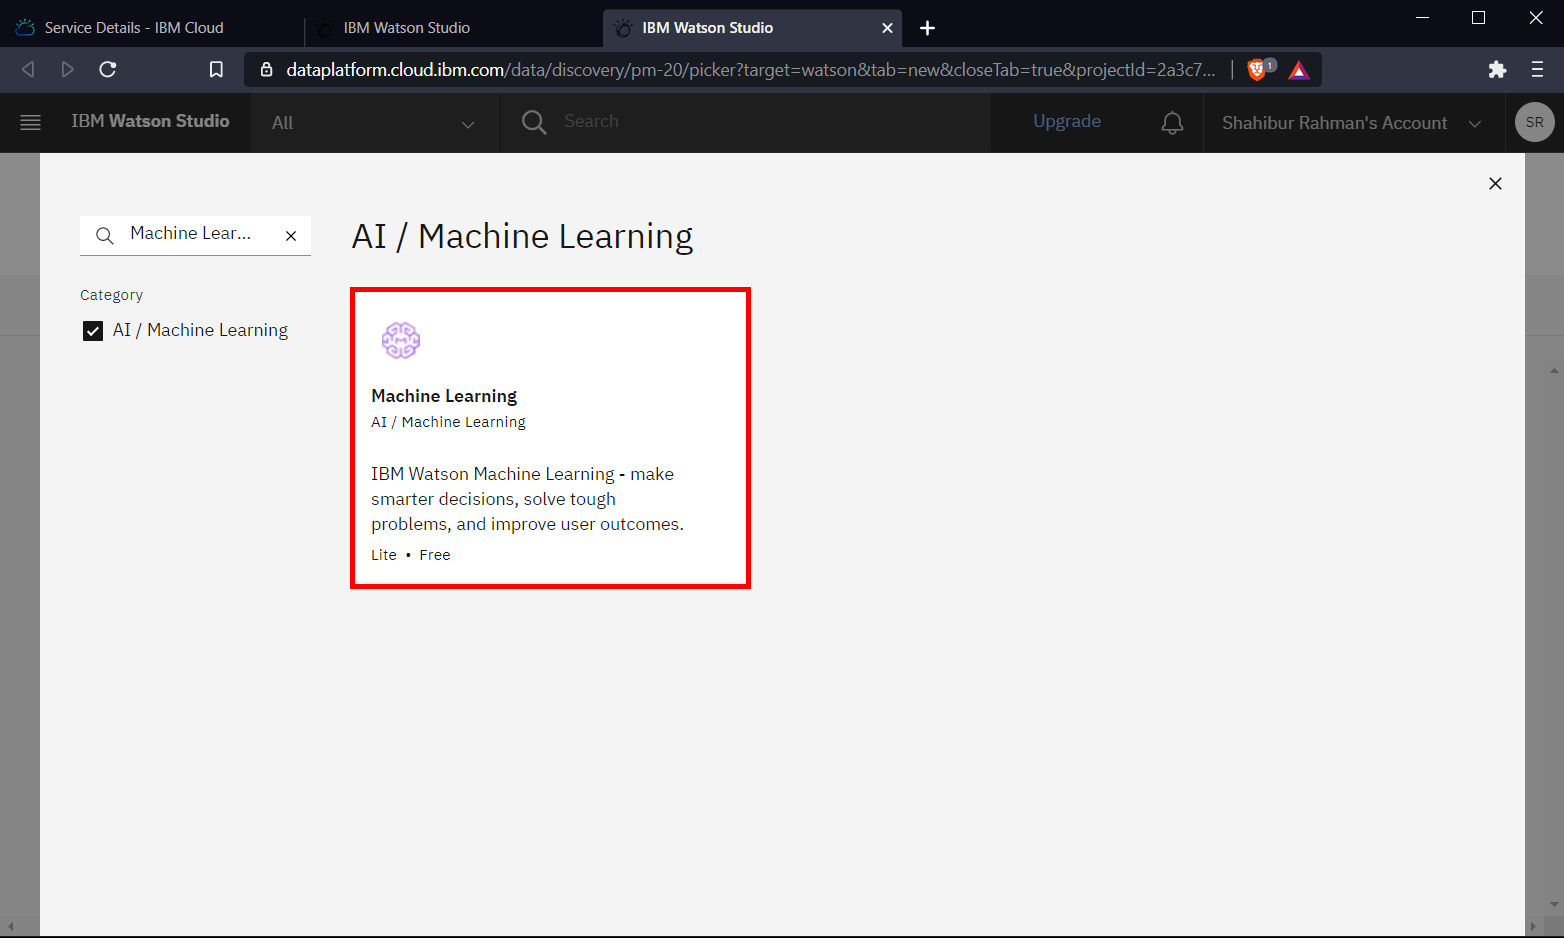 Service Details - IBM Cloud
IBM Watson Studio
IBM Watson Studio
dataplatform.cloud.ibm.com/data/discovery/pm-20/picker?target=watson&tab=new&closeTab=true&projectId=2a3c7...
1
IBM Watson Studio
All
Search
Upgrade
Shahibur Rahman's Account
SR
Machine Lear...
AI / Machine Learning
Category
AI / Machine Learning
Machine Learning
AI / Machine Learning
IBM Watson Machine Learning - make
smarter decisions, solve tough
problems, and improve user outcomes.
Lite • Free